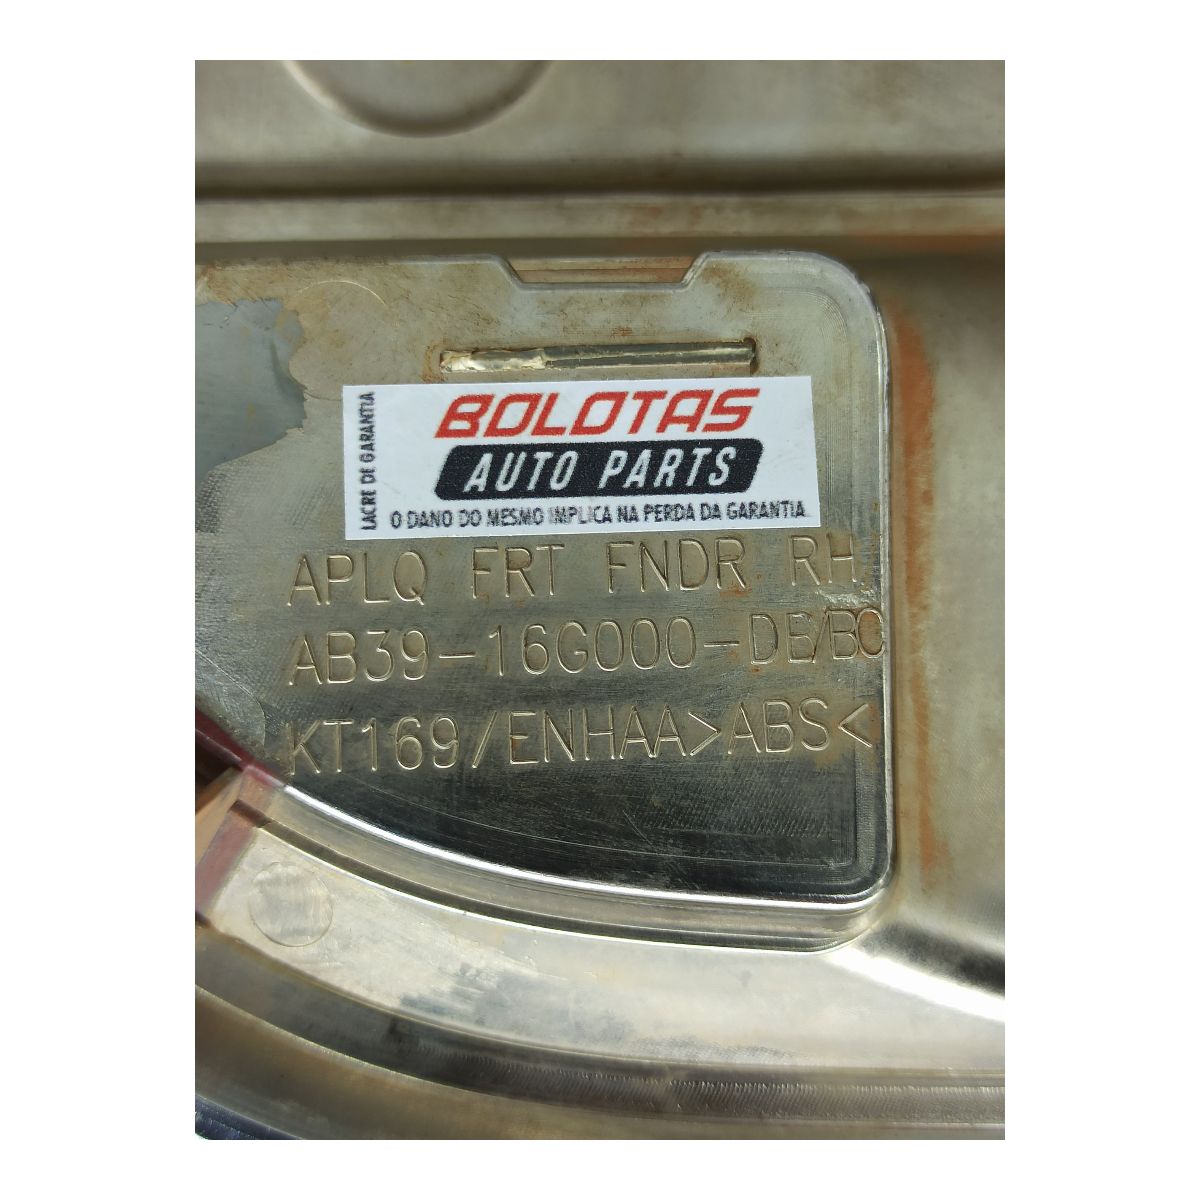 LACRE DE GARANTIA
BOLOTAS
AUTO PARTS
O DANO DO MESMO IMPLICA NA PERDA DA GARANTIA
APLQ FRT FNDR RH
AB39-16G000-DE/BC
KT169/ENHAA>ABS<